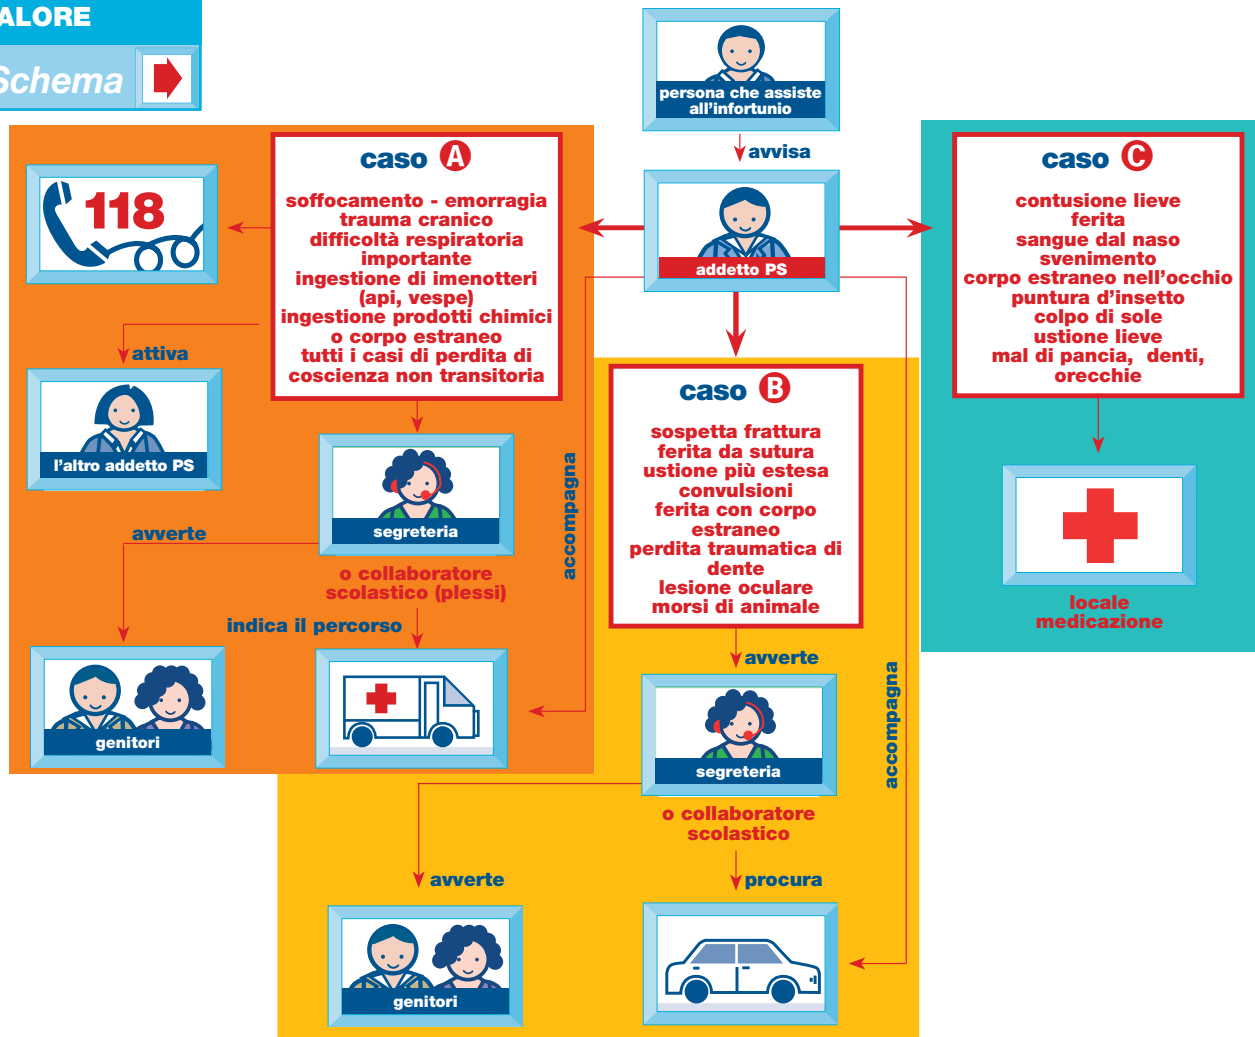 ALORE
Schema
persona che assiste
all'infortunio
avvisa
addetto PS
caso A
soffocamento - emorragia
trauma cranico
difficoltà respiratoria
importante
ingestione di imenotteri
(api, vespe)
ingestione prodotti chimici
o corpo estraneo
tutti i casi di perdita di
coscienza non transitoria
118
attiva
l'altro addetto PS
segreteria
o collaboratore
scolastico (plessi)
avverte
indica il percorso
genitori
accompagna
caso B
sospetta frattura
ferita da sutura
ustione più estesa
convulsioni
ferita con corpo
estraneo
perdita traumatica di
dente
lesione oculare
morsi di animale
avverte
segreteria
o collaboratore
scolastico
avverte
procura
genitori
accompagna
caso C
contusione lieve
ferita
sangue dal naso
svenimento
corpo estraneo nell'occhio
puntura d'insetto
colpo di sole
ustione lieve
mal di pancia, denti,
orecchie
locale
medicazione